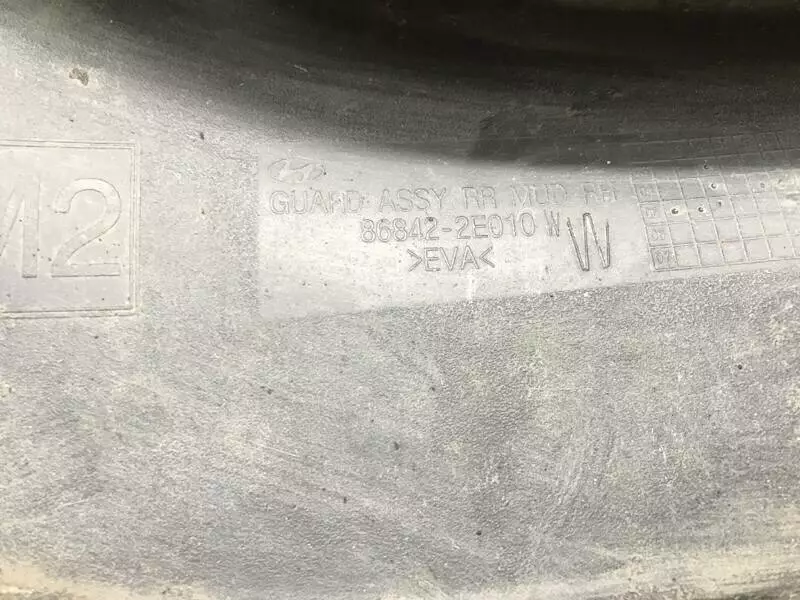 M2
GUARD ASSY RR MUD RH
86842-2E010 W
W
>EVA<